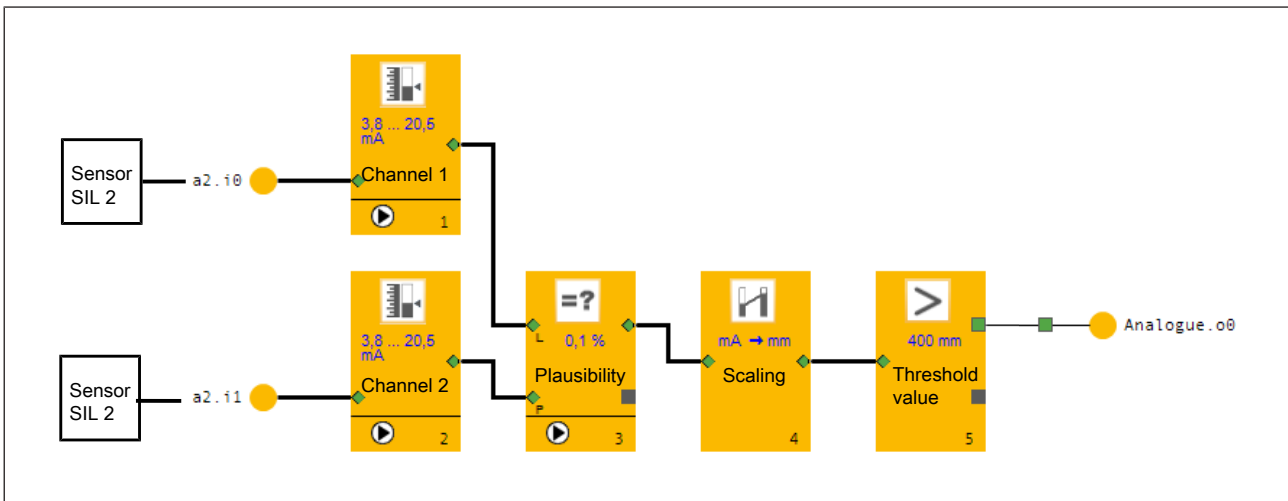 3,8 ... 20,5
mA
Channel 1
1
Sensor
SIL 2
a2.i0
3,8 ... 20,5
mA
Channel 2
2
Sensor
SIL 2
a2.i1
=?
L
0,1 %
Plausibility
P
3
mA → mm
Scaling
4
>
400 mm
Threshold
value
5
Analogue.o0